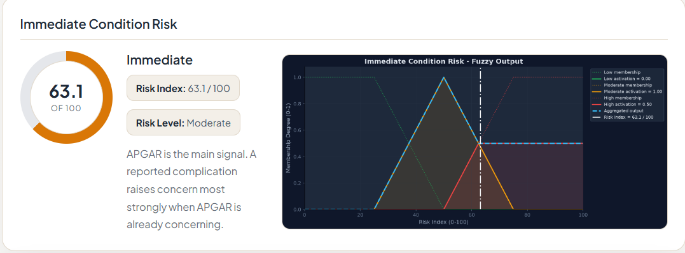 Immediate Condition Risk
63.1
OF 100
Immediate
Risk Index: 63.1 / 100
Risk Level: Moderate
APGAR is the main signal. A
reported complication
raises concern most
strongly when APGAR is
already concerning.
Immediate Condition Risk - Fuzzy Output
Membership Degree (0-1)
1.0
0.8
0.6
0.4
0.2
0.0
0
20
40
60
80
100
Risk Index (0-100)
Low membership
Low activation = 0.00
Moderate membership
Moderate activation = 1.00
High membership
High activation = 0.50
Aggregated output
Risk Index = 63.1 / 100